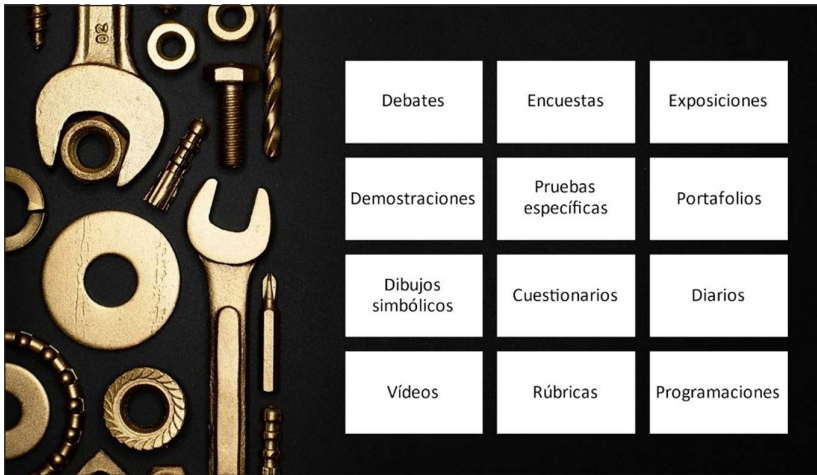 Debates
Encuestas
Exposiciones
Demostraciones
Pruebas
específicas
Portafolios
Dibujos
simbólicos
Cuestionarios
Diarios
Vídeos
Rúbricas
Programaciones